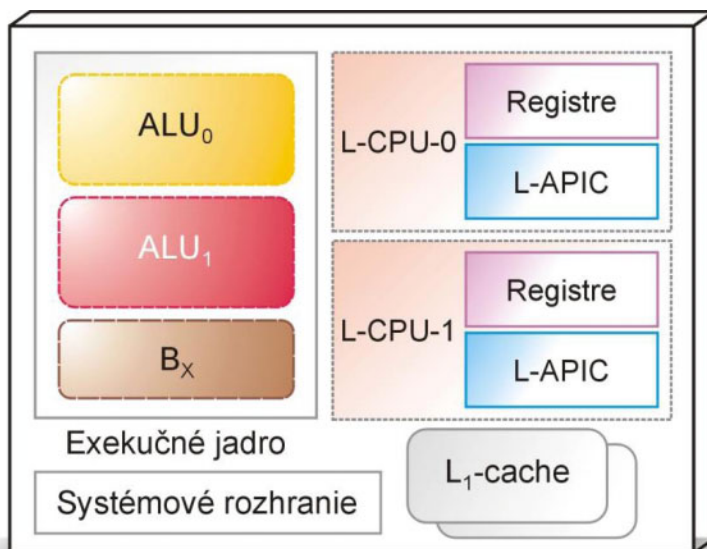 ALU₀
ALU₁
Bₓ
Exekučné jadro
Systémové rozhranie
L-CPU-0
Registre
L-APIC
L-CPU-1
Registre
L-APIC
L₁-cache